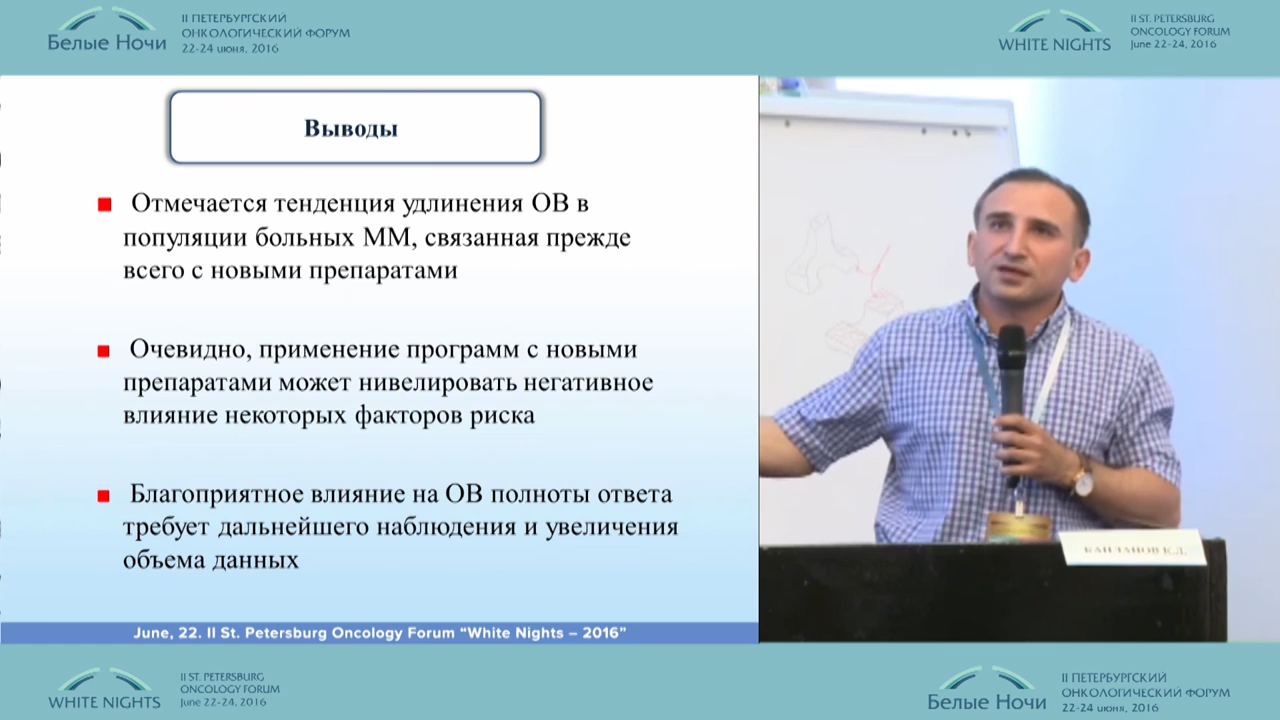 Белые Ночи
II ПЕТЕРБУРГСКИЙ
ОНКОЛОГИЧЕСКИЙ ФОРУМ
22-24 июня, 2016
WHITE NIGHTS
II ST. PETERSBURG
ONCOLOGY FORUM
June 22-24, 2016
Выводы
Отмечается тенденция удлинения ОВ в
популяции больных ММ, связанная прежде
всего с новыми препаратами
Очевидно, применение программ с новыми
препаратами может нивелировать негативное
влияние некоторых факторов риска
Благоприятное влияние на ОВ полноты ответа
требует дальнейшего наблюдения и увеличения
объема данных
КАПЛАНОВ К.Д.
June, 22. II St. Petersburg Oncology Forum “White Nights – 2016”
WHITE NIGHTS
II ST. PETERSBURG
ONCOLOGY FORUM
June 22-24, 2016
Белые Ночи
II ПЕТЕРБУРГСКИЙ
ОНКОЛОГИЧЕСКИЙ ФОРУМ
22-24 июня, 2016